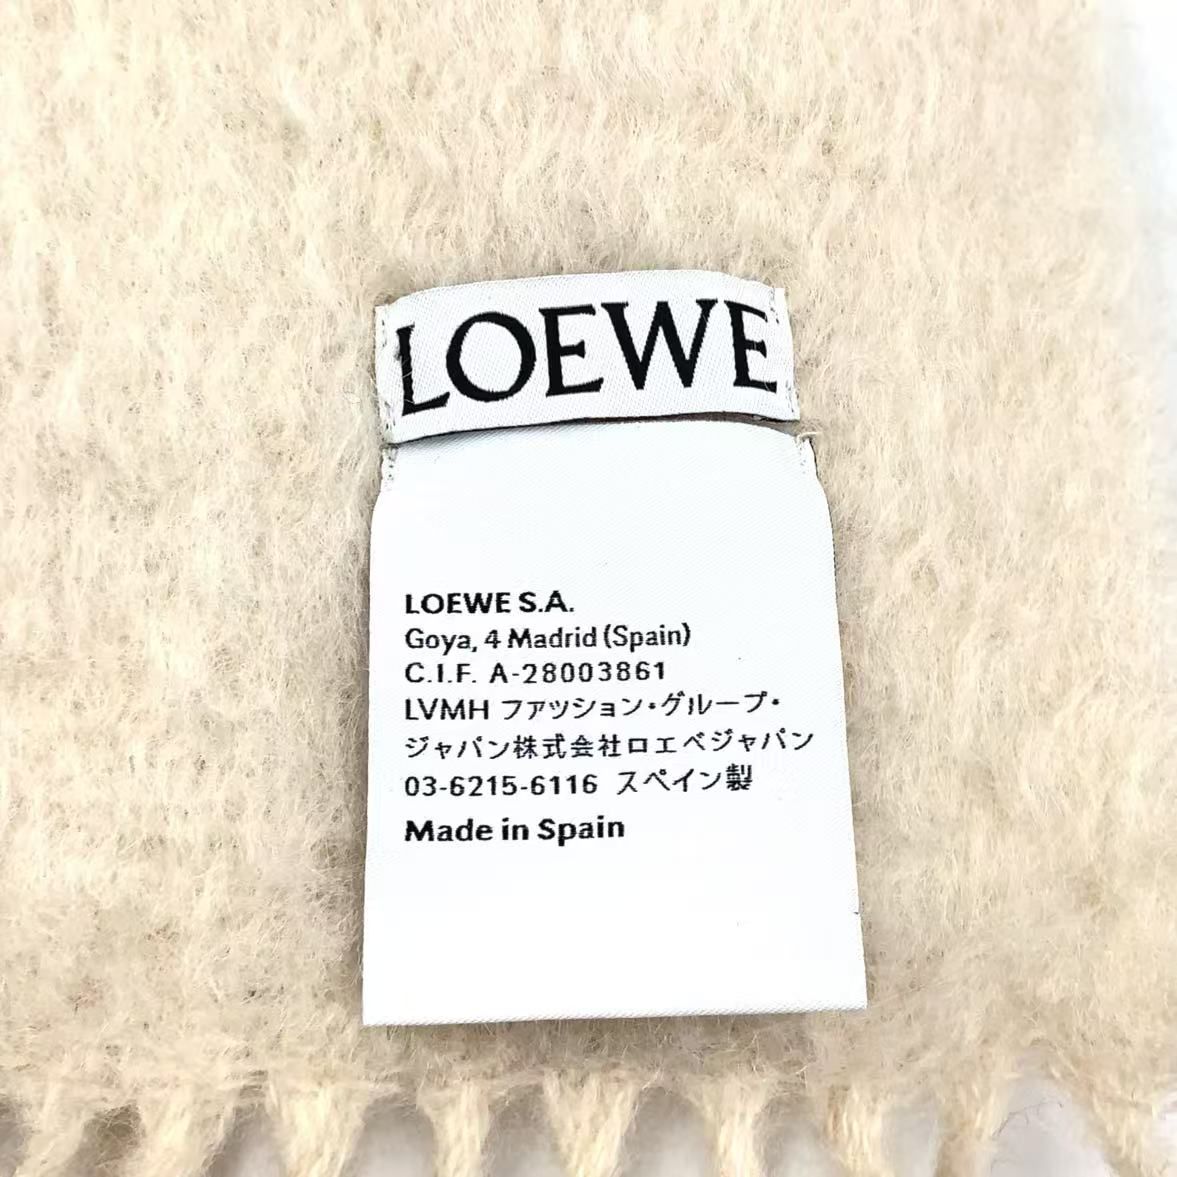 LOEWE
LOEWE S.A.
Goya, 4 Madrid (Spain)
C.I.F. A-28003861
LVMH ファッション・グループ・
ジャパン株式会社ロエベジャパン
03-6215-6116 スペイン製
Made in Spain